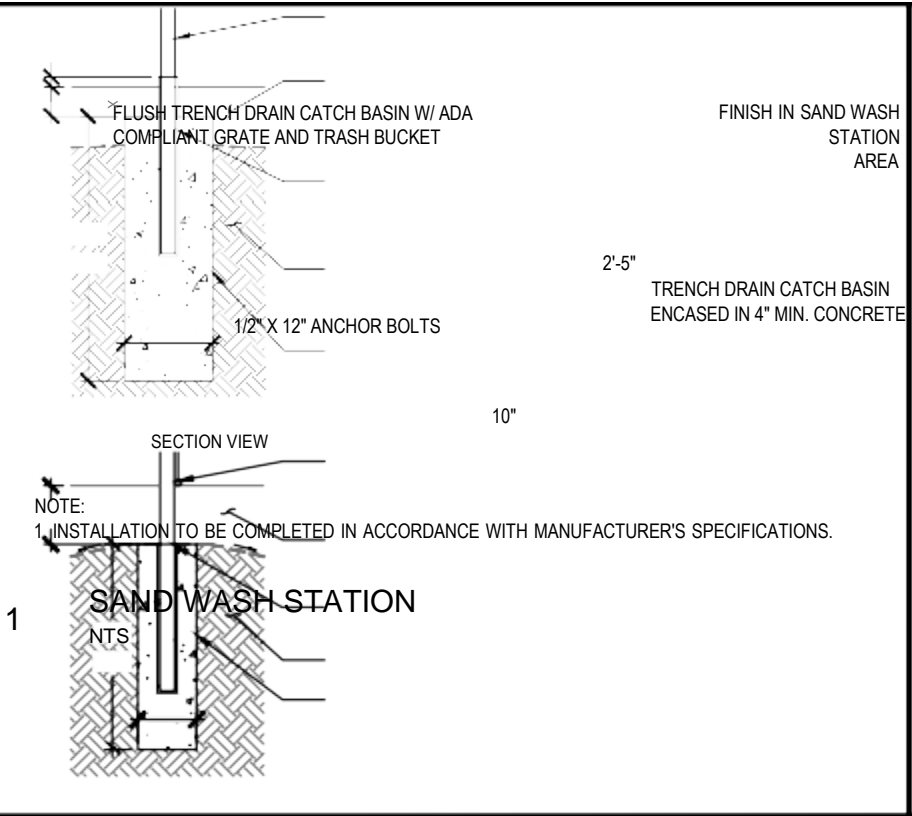 FLUSH TRENCH DRAIN CATCH BASIN W/ ADA
COMPLIANT GRATE AND TRASH BUCKET
FINISH IN SAND WASH
STATION
AREA
2'-5"
TRENCH DRAIN CATCH BASIN
ENCASED IN 4" MIN. CONCRETE
1/2" X 12" ANCHOR BOLTS
10"
SECTION VIEW
NOTE:
1. INSTALLATION TO BE COMPLETED IN ACCORDANCE WITH MANUFACTURER'S SPECIFICATIONS.
1
SAND WASH STATION
NTS